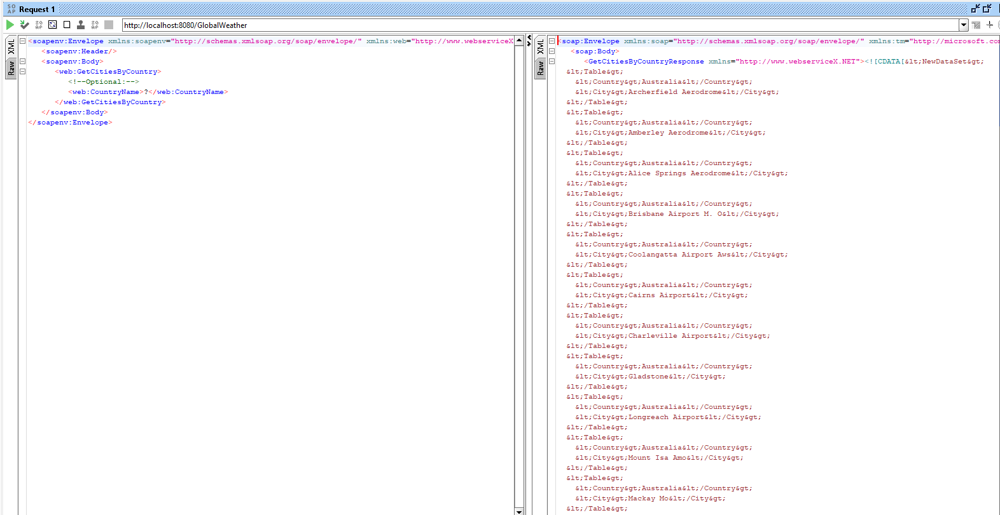 SO AP Request 1
SO AP SO AP http://localhost:8080/GlobalWeather
XML
Raw
<soapenv:Envelope xmlns:soapenv="http://schemas.xmlsoap.org/soap/envelope/" xmlns:web="http://www.webserviceX
<soapenv:Header/>
<soapenv:Body>
<web:GetCitiesByCountry>
<!--Optional:-->
<web:CountryName>?</web:CountryName>
</web:GetCitiesByCountry>
</soapenv:Body>
</soapenv:Envelope>
XML
Raw
<soap:Envelope xmlns:soap="http://schemas.xmlsoap.org/soap/envelope/" xmlns:tm="http://microsoft.co
<soap:Body>
<GetCitiesByCountryResponse xmlns="http://www.webserviceX.NET"><![CDATA[&lt;NewDataSet&gt;
&lt;Table&gt;
&lt;Country&gt;Australia&lt;/Country&gt;
&lt;City&gt;Archerfield Aerodrome&lt;/City&gt;
&lt;/Table&gt;
&lt;Table&gt;
&lt;Country&gt;Australia&lt;/Country&gt;
&lt;City&gt;Amberley Aerodrome&lt;/City&gt;
&lt;/Table&gt;
&lt;Table&gt;
&lt;Country&gt;Australia&lt;/Country&gt;
&lt;City&gt;Alice Springs Aerodrome&lt;/City&gt;
&lt;/Table&gt;
&lt;Table&gt;
&lt;Country&gt;Australia&lt;/Country&gt;
&lt;City&gt;Brisbane Airport M. O&lt;/City&gt;
&lt;/Table&gt;
&lt;Table&gt;
&lt;Country&gt;Australia&lt;/Country&gt;
&lt;City&gt;Coolangatta Airport Aws&lt;/City&gt;
&lt;/Table&gt;
&lt;Table&gt;
&lt;Country&gt;Australia&lt;/Country&gt;
&lt;City&gt;Cairns Airport&lt;/City&gt;
&lt;/Table&gt;
&lt;Table&gt;
&lt;Country&gt;Australia&lt;/Country&gt;
&lt;City&gt;Charleville Airport&lt;/City&gt;
&lt;/Table&gt;
&lt;Table&gt;
&lt;Country&gt;Australia&lt;/Country&gt;
&lt;City&gt;Gladstone&lt;/City&gt;
&lt;/Table&gt;
&lt;Table&gt;
&lt;Country&gt;Australia&lt;/Country&gt;
&lt;City&gt;Longreach Airport&lt;/City&gt;
&lt;/Table&gt;
&lt;Table&gt;
&lt;Country&gt;Australia&lt;/Country&gt;
&lt;City&gt;Mount Isa Amo&lt;/City&gt;
&lt;/Table&gt;
&lt;Table&gt;
&lt;Country&gt;Australia&lt;/Country&gt;
&lt;City&gt;Mackay Mo&lt;/City&gt;
&lt;/Table&gt;